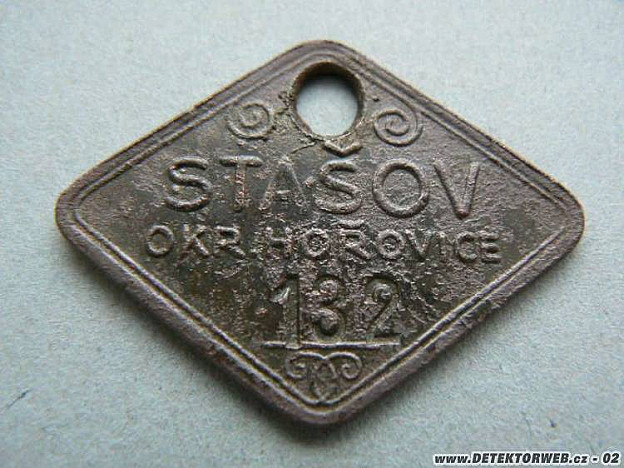 STAŠOV
OKR. HOŘOVICE
132
www.DETEKTORWEB.cz - 02